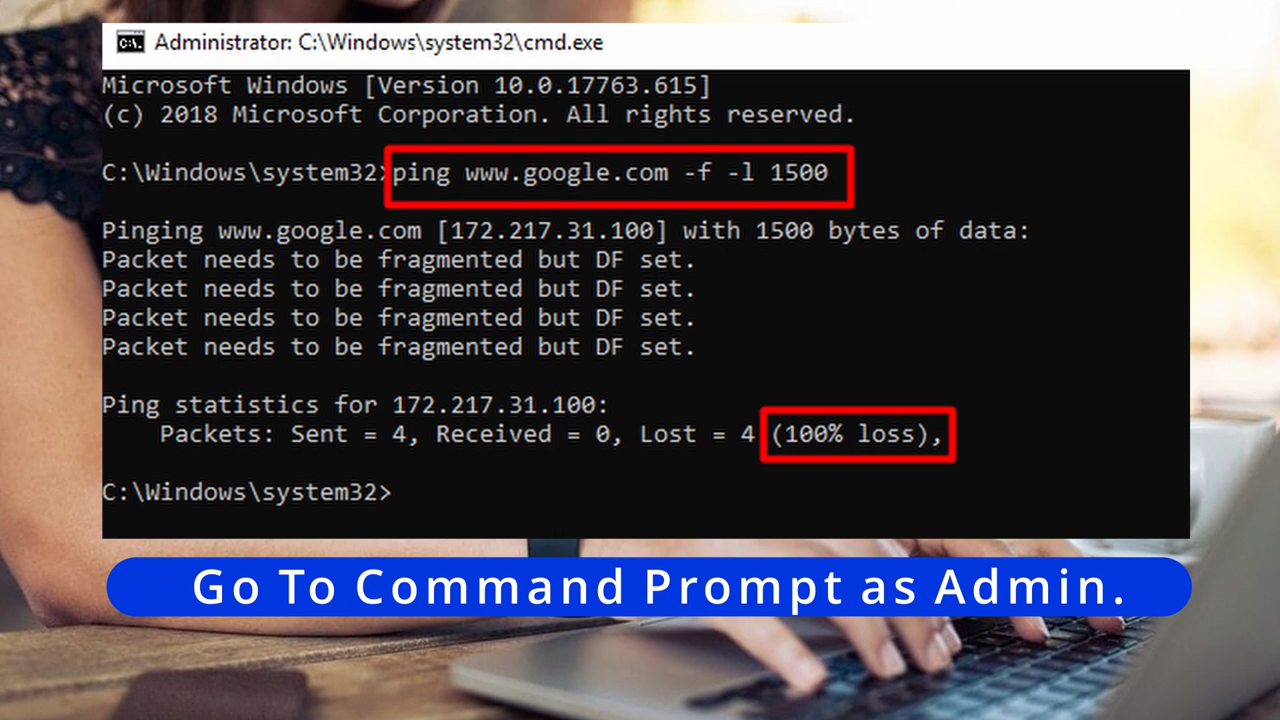 Administrator: C:\Windows\system32\cmd.exe
Microsoft Windows [Version 10.0.17763.615]
(c) 2018 Microsoft Corporation. All rights reserved.
C:\Windows\system32>ping www.google.com -f -l 1500
Pinging www.google.com [172.217.31.100] with 1500 bytes of data:
Packet needs to be fragmented but DF set.
Packet needs to be fragmented but DF set.
Packet needs to be fragmented but DF set.
Packet needs to be fragmented but DF set.
Ping statistics for 172.217.31.100:
Packets: Sent = 4, Received = 0, Lost = 4 (100% loss),
C:\Windows\system32>
Go To Command Prompt as Admin.